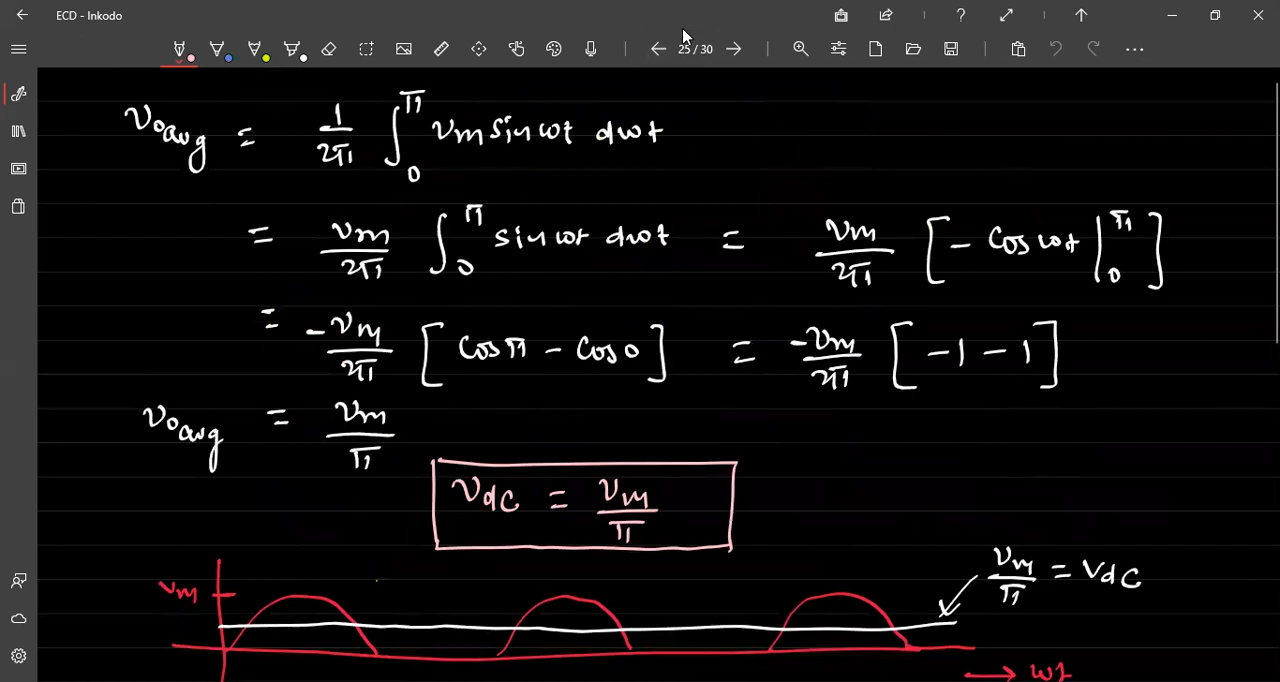 ECD - Inkodo
25 / 30
V₀avg = 1/2π ∫₀^π Vm sin ωt dωt
= Vm/2π ∫₀^π sin ωt dωt = Vm/2π [ - Cos ωt |₀^π ]
= -Vm/2π [ Cos π - Cos 0 ] = -Vm/2π [ -1 - 1 ]
V₀avg = Vm/π
Vdc = Vm/π
Vm/π = Vdc
Vm
→ ωt